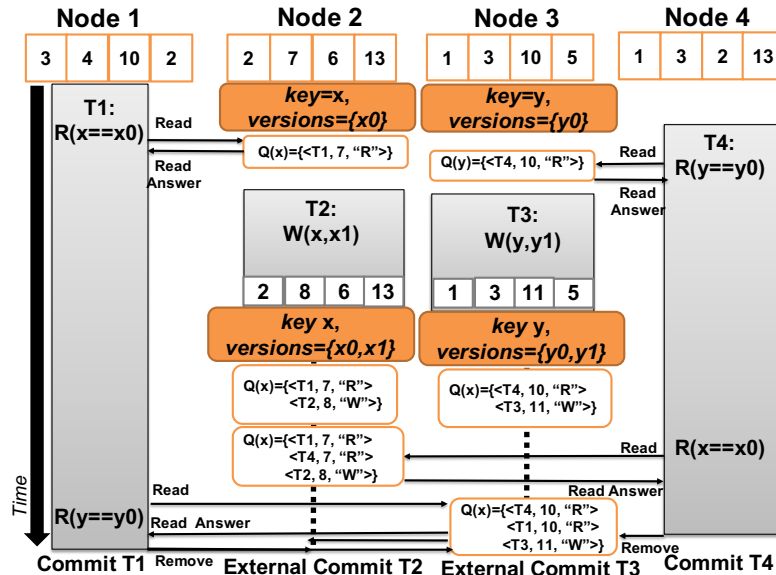 Node 1
Node 2
Node 3
Node 4
3 4 10 2
2 7 6 13
1 3 10 5
1 3 2 13
T1:
R(x==x0)
Read
Read
Answer
key=x,
versions={x0}
Q(x)={<T1, 7, “R”>}
key=y,
versions={y0}
Q(y)={<T4, 10, “R”>}
Read
Read
Answer
T4:
R(y==y0)
T2:
W(x,x1)
2 8 6 13
T3:
W(y,y1)
1 3 11 5
key x,
versions={x0,x1}
key y,
versions={y0,y1}
Q(x)={<T1, 7, “R”>
<T2, 8, “W”>}
Q(x)={<T4, 10, “R”>
<T3, 11, “W”>}
Q(x)={<T1, 7, “R”>
<T4, 7, “R”>
<T2, 8, “W”>}
Read
R(x==x0)
Read Answer
Read
Q(x)={<T4, 10, “R”>
<T1, 10, “R”>
<T3, 11, “W”>}
R(y==y0)
Read Answer
Remove
Remove
Time
Commit T1
External Commit T2
External Commit T3
Commit T4